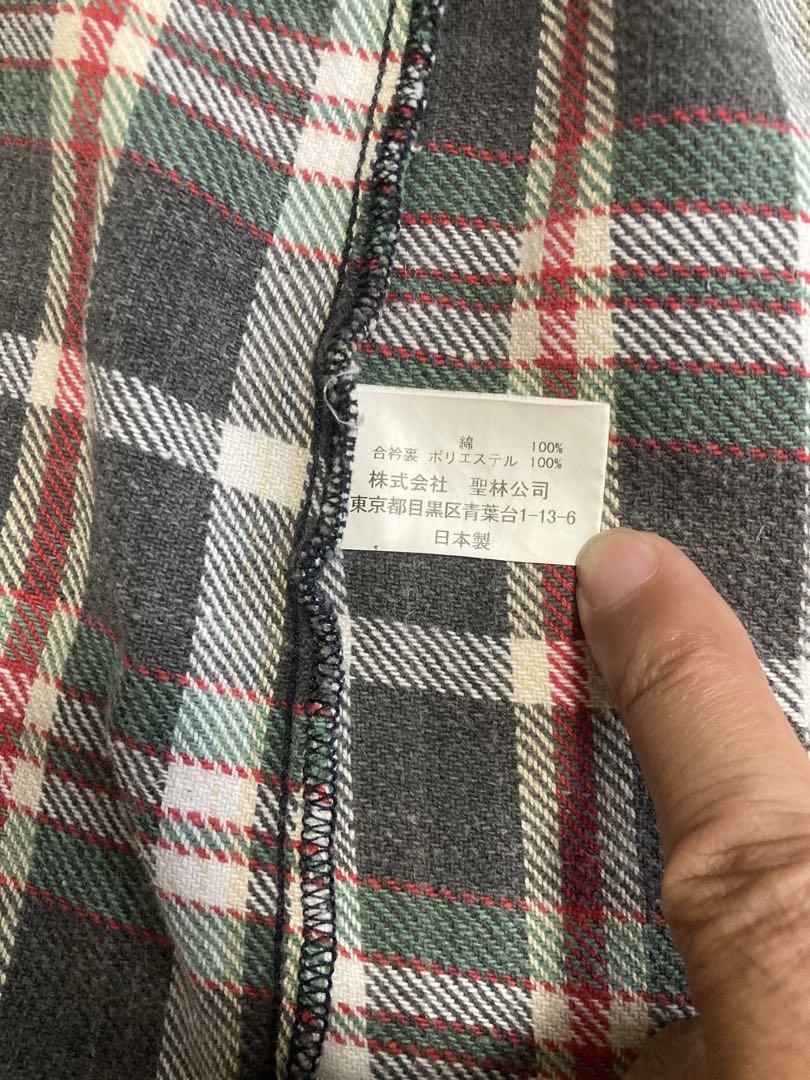 綿 100%
合衿裏 ポリエステル 100%
株式会社 聖林公司
東京都目黒区青葉台1-13-6
日本製